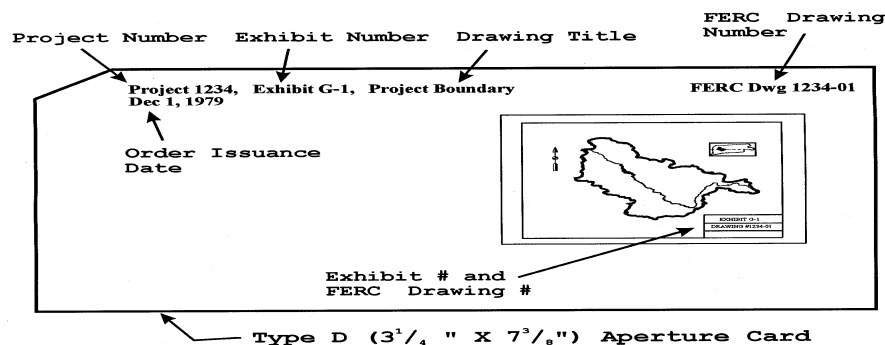 FERC Drawing
Number
Project Number Exhibit Number Drawing Title
Project 1234, Exhibit G-1, Project Boundary FERC Dwg 1234-01
Dec 1, 1979
Order Issuance
Date
EXHIBIT G-1
DRAWING #1234-01
Exhibit # and
FERC Drawing #
Type D (3¹/₄ " X 7³/₈") Aperture Card